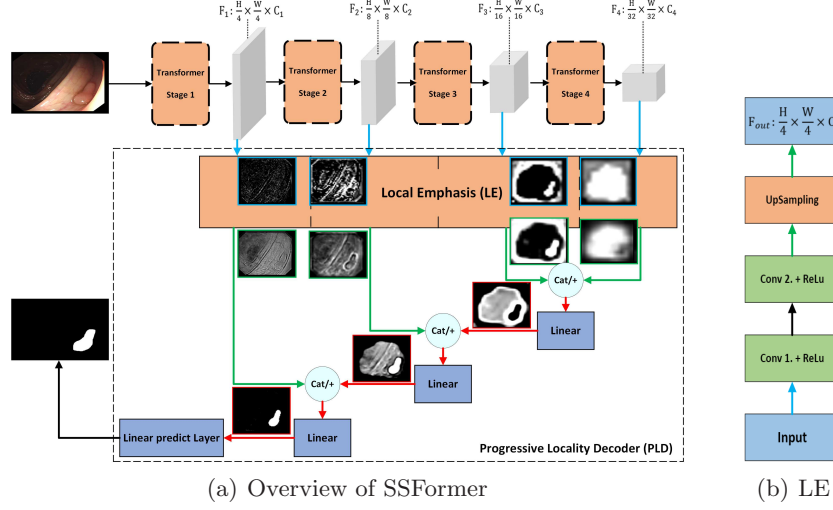 F₁: H/4 × W/4 × C₁
F₂: H/8 × W/8 × C₂
F₃: H/16 × W/16 × C₃
F₄: H/32 × W/32 × C₄
Transformer
Stage 1
Transformer
Stage 2
Transformer
Stage 3
Transformer
Stage 4
Local Emphasis (LE)
Cat/+
Linear
Cat/+
Linear
Cat/+
Linear
Linear predict Layer
Progressive Locality Decoder (PLD)
(a) Overview of SSFormer
F_out: H/4 × W/4 × C
UpSampling
Conv 2. + ReLu
Conv 1. + ReLu
Input
(b) LE